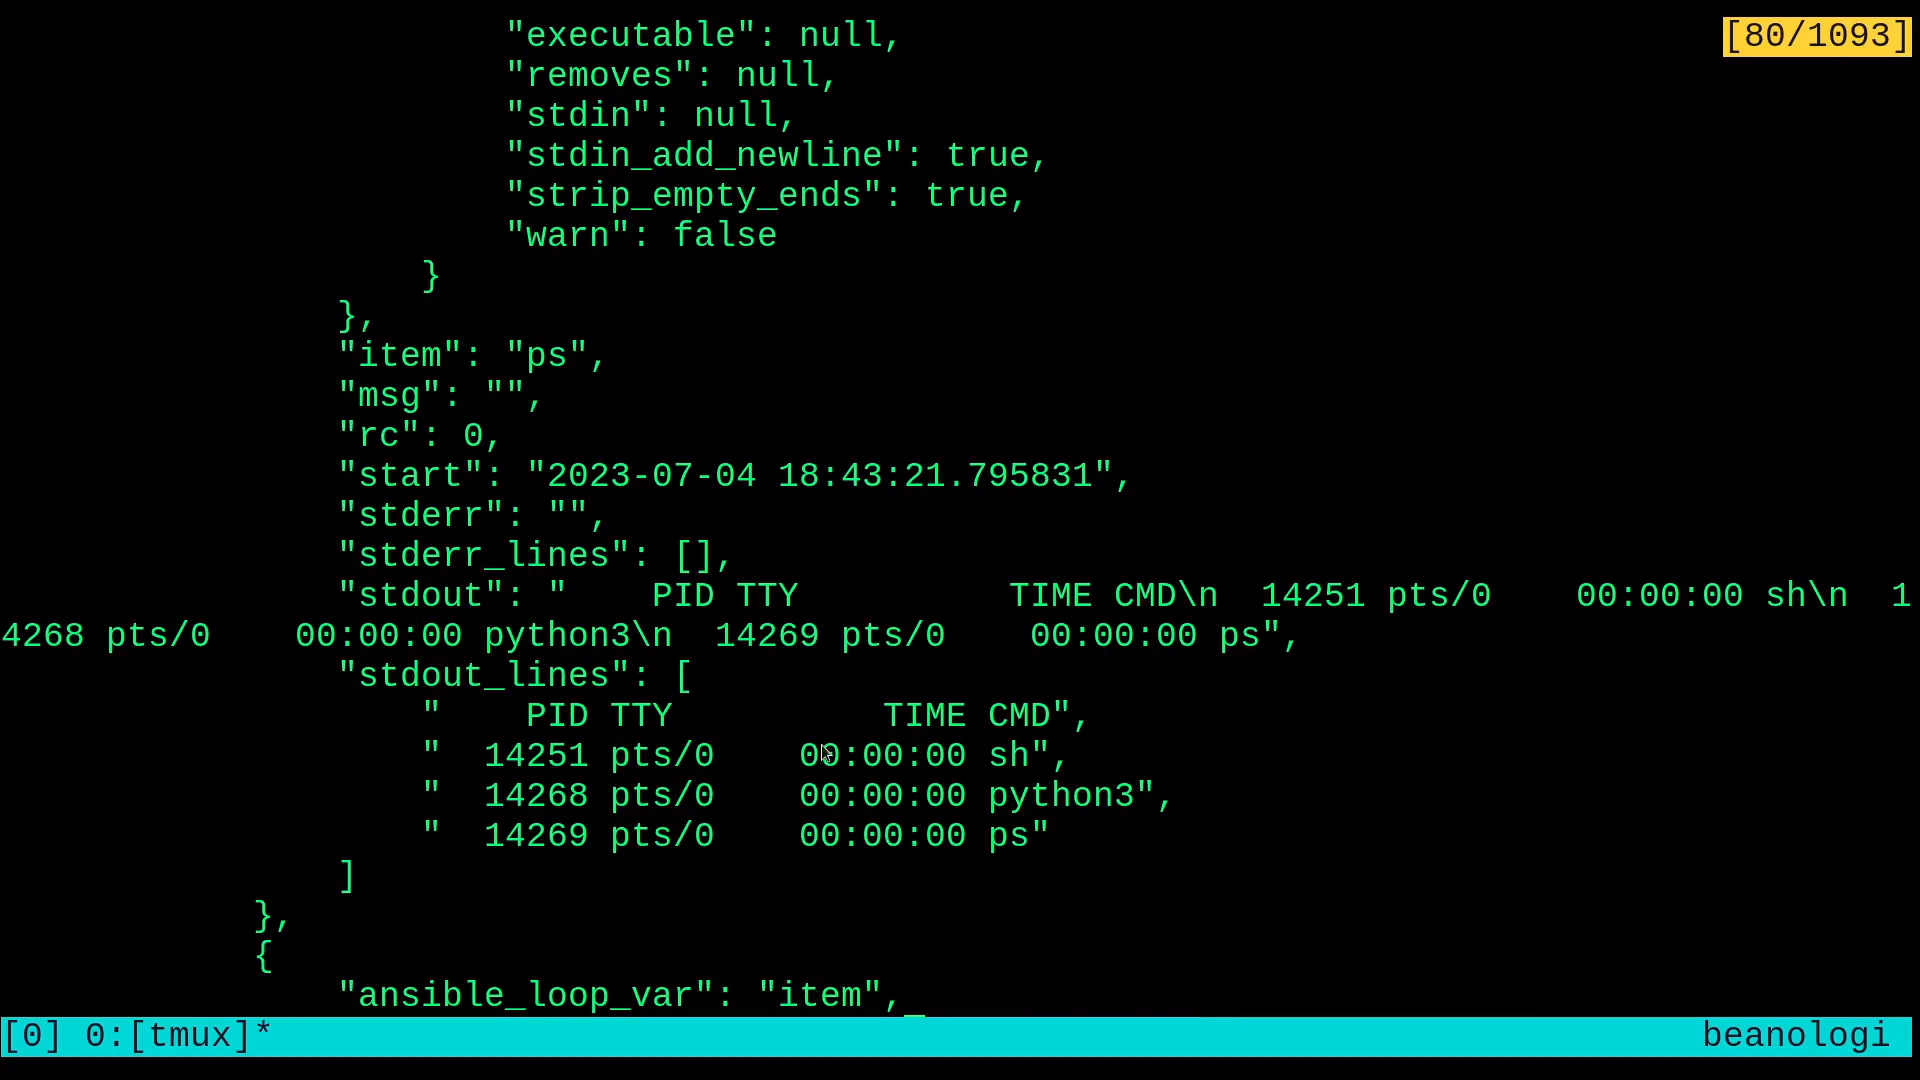 "executable": null,
[80/1093]
"removes": null,
"stdin": null,
"stdin_add_newline": true,
"strip_empty_ends": true,
"warn": false
}
},
"item": "ps",
"msg": "",
"rc": 0,
"start": "2023-07-04 18:43:21.795831",
"stderr": "",
"stderr_lines": [],
"stdout": "    PID TTY          TIME CMD\n  14251 pts/0    00:00:00 sh\n  1
4268 pts/0    00:00:00 python3\n  14269 pts/0    00:00:00 ps",
"stdout_lines": [
"    PID TTY          TIME CMD",
"  14251 pts/0    00:00:00 sh",
"  14268 pts/0    00:00:00 python3",
"  14269 pts/0    00:00:00 ps"
]
},
{
"ansible_loop_var": "item",
[0] 0:[tmux]* beanologi